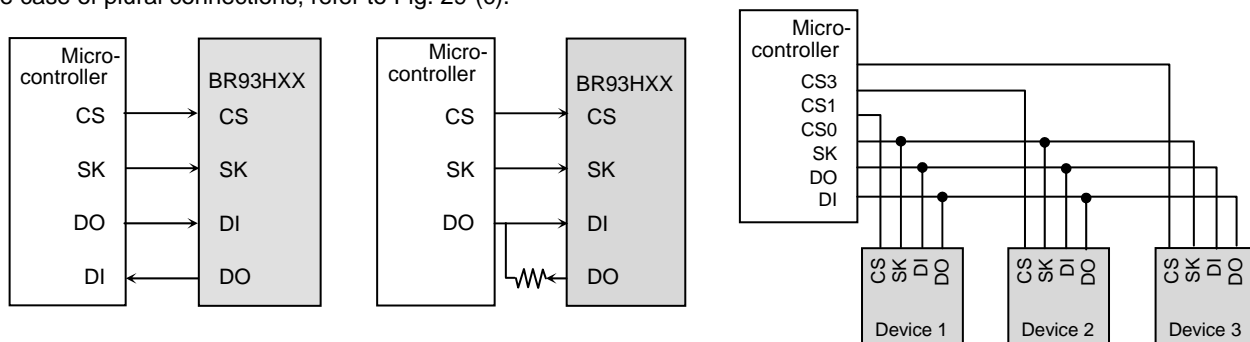 case of plural connections, refer to Fig. 29
Micro-
controller
CS
SK
DO
DI
BR93HXX
CS
SK
DI
DO
Micro-
controller
CS
SK
DO
BR93HXX
CS
SK
DI
DO
Micro-
controller
CS3
CS1
CS0
SK
DO
DI
CS
SK
DI
DO
Device 1
CS
SK
DI
DO
Device 2
CS
SK
DI
DO
Device 3